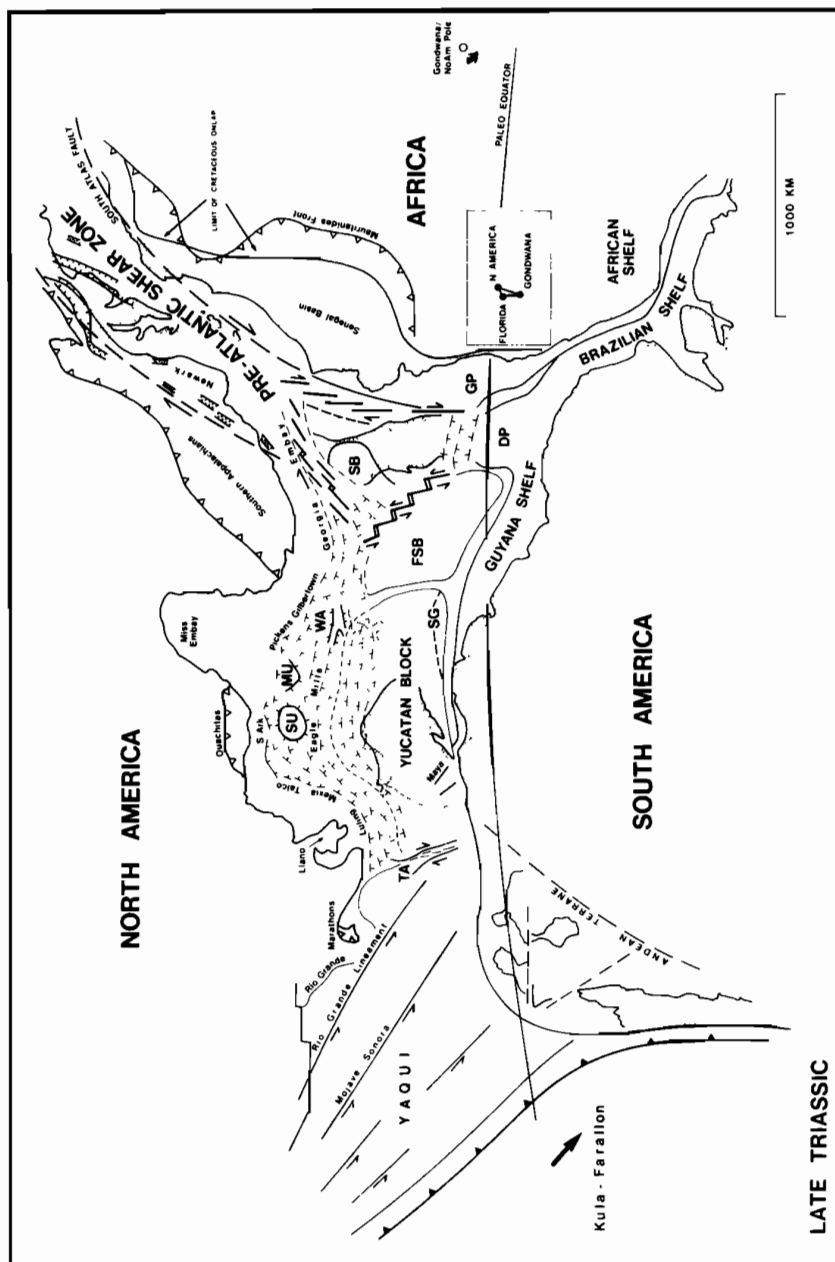 NORTH AMERICA
SOUTH AMERICA
AFRICA
LATE TRIASSIC
Kula - Farallon
YAQUI
Mojave Sonora
Rio Grande Lineament
Rio Grande
Marathons
Llano
TA
Luling
Mexia
Talco
S Ark
Ouachitas
Miss
Embay
SU
MU
Eagle Mills
Pickens Gilbertown
WA
YUCATAN BLOCK
Maya
SG
FSB
SB
Georgia Embay
Southern Appalachians
Newark
PRE-ATLANTIC SHEAR ZONE
SOUTH ATLAS FAULT
LIMIT OF CRETACEOUS ONLAP
Mauritanides Front
Senegal Basin
GP
DP
GUYANA SHELF
BRAZILIAN SHELF
AFRICAN
SHELF
FLORIDA
N AMERICA
GONDWANA
PALEO EQUATOR
Gondwana/
NoAm Pole
ANDEAN
TERRANE
1000 KM